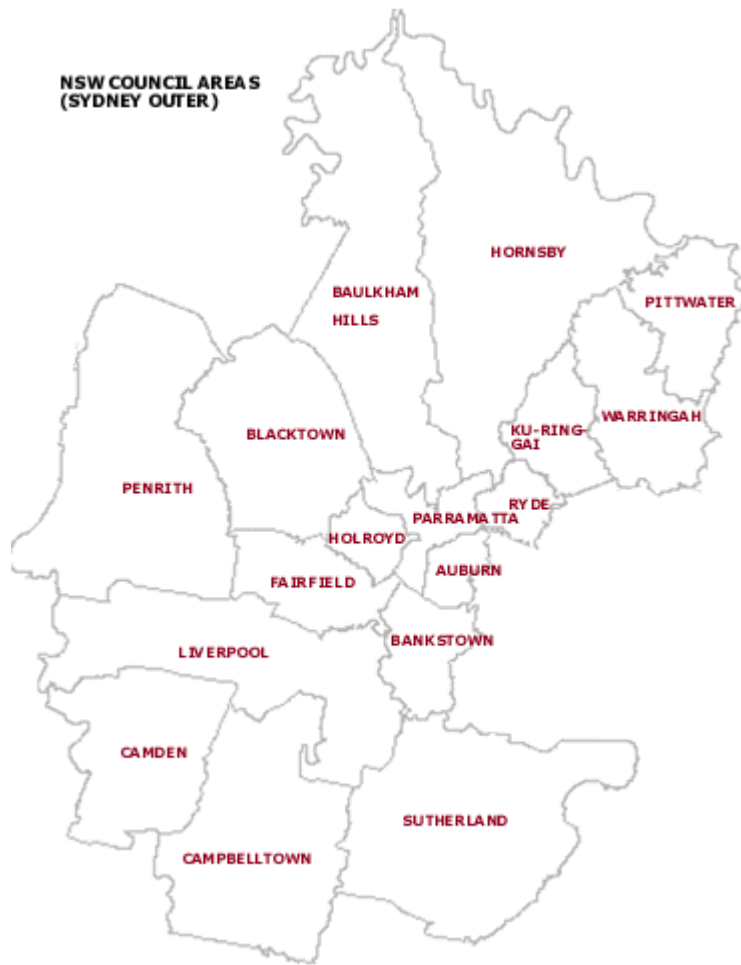 NSW COUNCIL AREAS
(SYDNEY OUTER)
HORNSBY
BAULKHAM
HILLS
PITTWATER
WARRINGAH
KU-RING-
GAI
BLACKTOWN
PENRITH
RYDE
PARRAMATTA
HOLROYD
AUBURN
FAIRFIELD
BANKSTOWN
LIVERPOOL
CAMDEN
SUTHERLAND
CAMPBELLTOWN